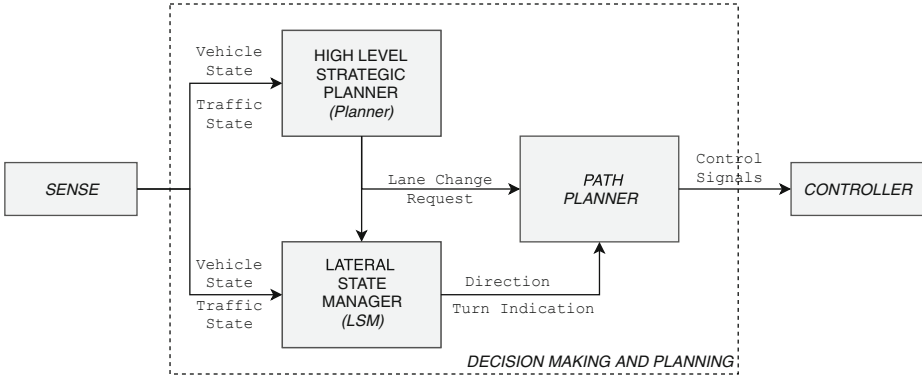 Vehicle
State
Traffic
State
HIGH LEVEL
STRATEGIC
PLANNER
(Planner)
SENSE
Lane Change
Request
PATH
PLANNER
Control
Signals
CONTROLLER
Vehicle
State
Traffic
State
LATERAL
STATE
MANAGER
(LSM)
Direction
Turn Indication
DECISION MAKING AND PLANNING